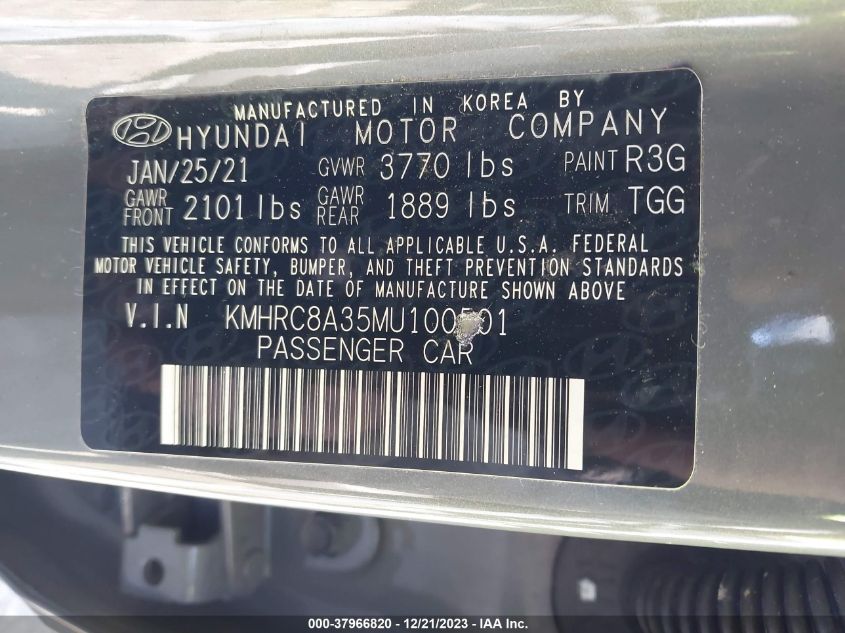 MANUFACTURED IN KOREA BY
HYUNDAI MOTOR COMPANY
JAN/25/21 GVWR 3770 lbs PAINT R3G
GAWR FRONT 2101 lbs GAWR REAR 1889 lbs TRIM TGG
THIS VEHICLE CONFORMS TO ALL APPLICABLE U.S.A. FEDERAL
MOTOR VEHICLE SAFETY, BUMPER, AND THEFT PREVENTION STANDARDS
IN EFFECT ON THE DATE OF MANUFACTURE SHOWN ABOVE
V.I.N KMHRC8A35MU100501
PASSENGER CAR
000-37966820 - 12/21/2023 - IAA Inc.